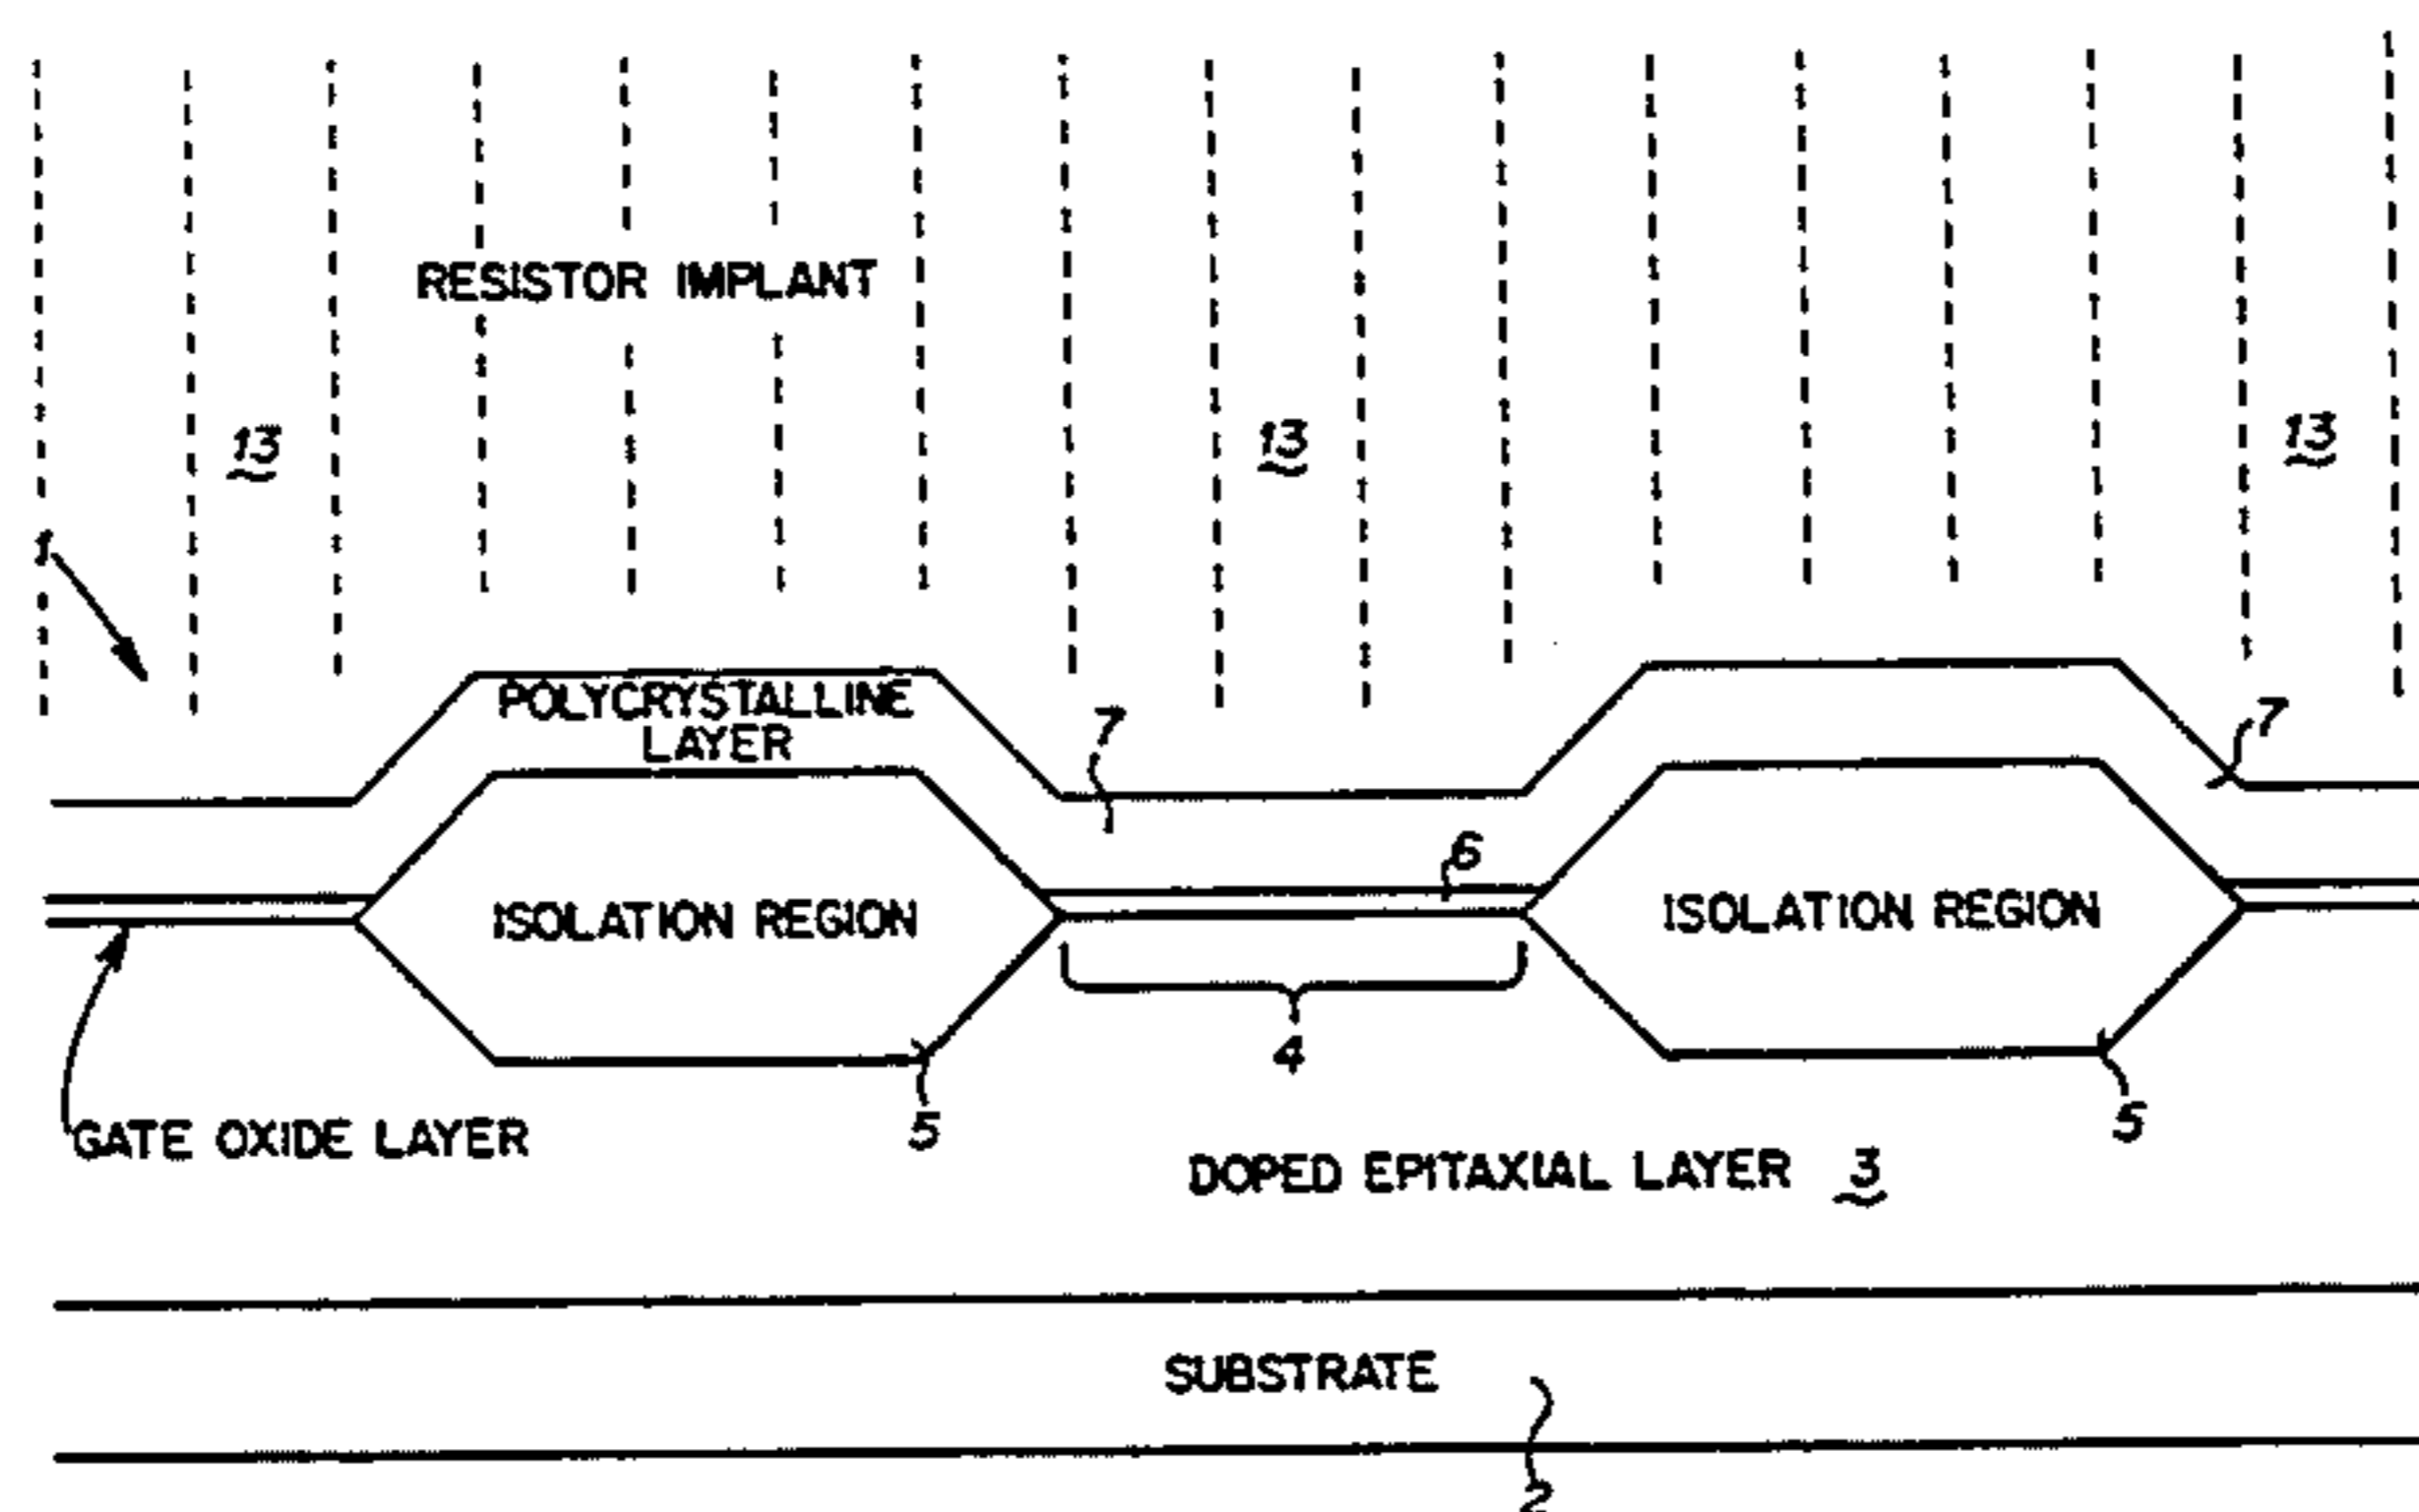 RESISTOR IMPLANT
13
13
13
1
POLYCRYSTALLINE
LAYER
7
7
6
ISOLATION REGION
ISOLATION REGION
4
5
5
GATE OXIDE LAYER
DOPED EPITAXIAL LAYER 3
SUBSTRATE
2